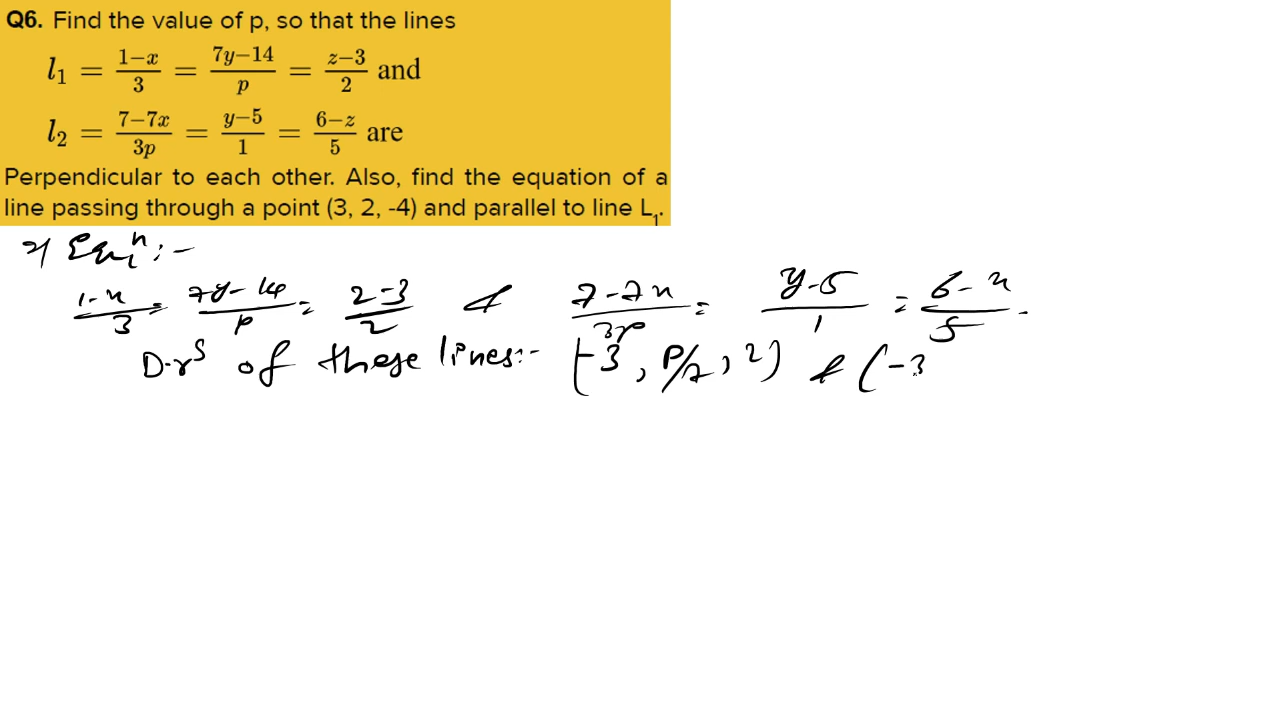 Q6. Find the value of p, so that the lines
l₁ = (1−x)/3 = (7y−14)/p = (z−3)/2 and
l₂ = (7−7x)/3p = (y−5)/1 = (6−z)/5 are
Perpendicular to each other. Also, find the equation of a
line passing through a point (3, 2, -4) and parallel to line L₁.
Eqnⁿ :-
(1-x)/3 = (7y-14)/p = (z-3)/2 & (7-7x)/3p = (y-5)/1 = (6-x)/5 .
D.rˢ of these lines:- (-3, P/7, 2) & (-3